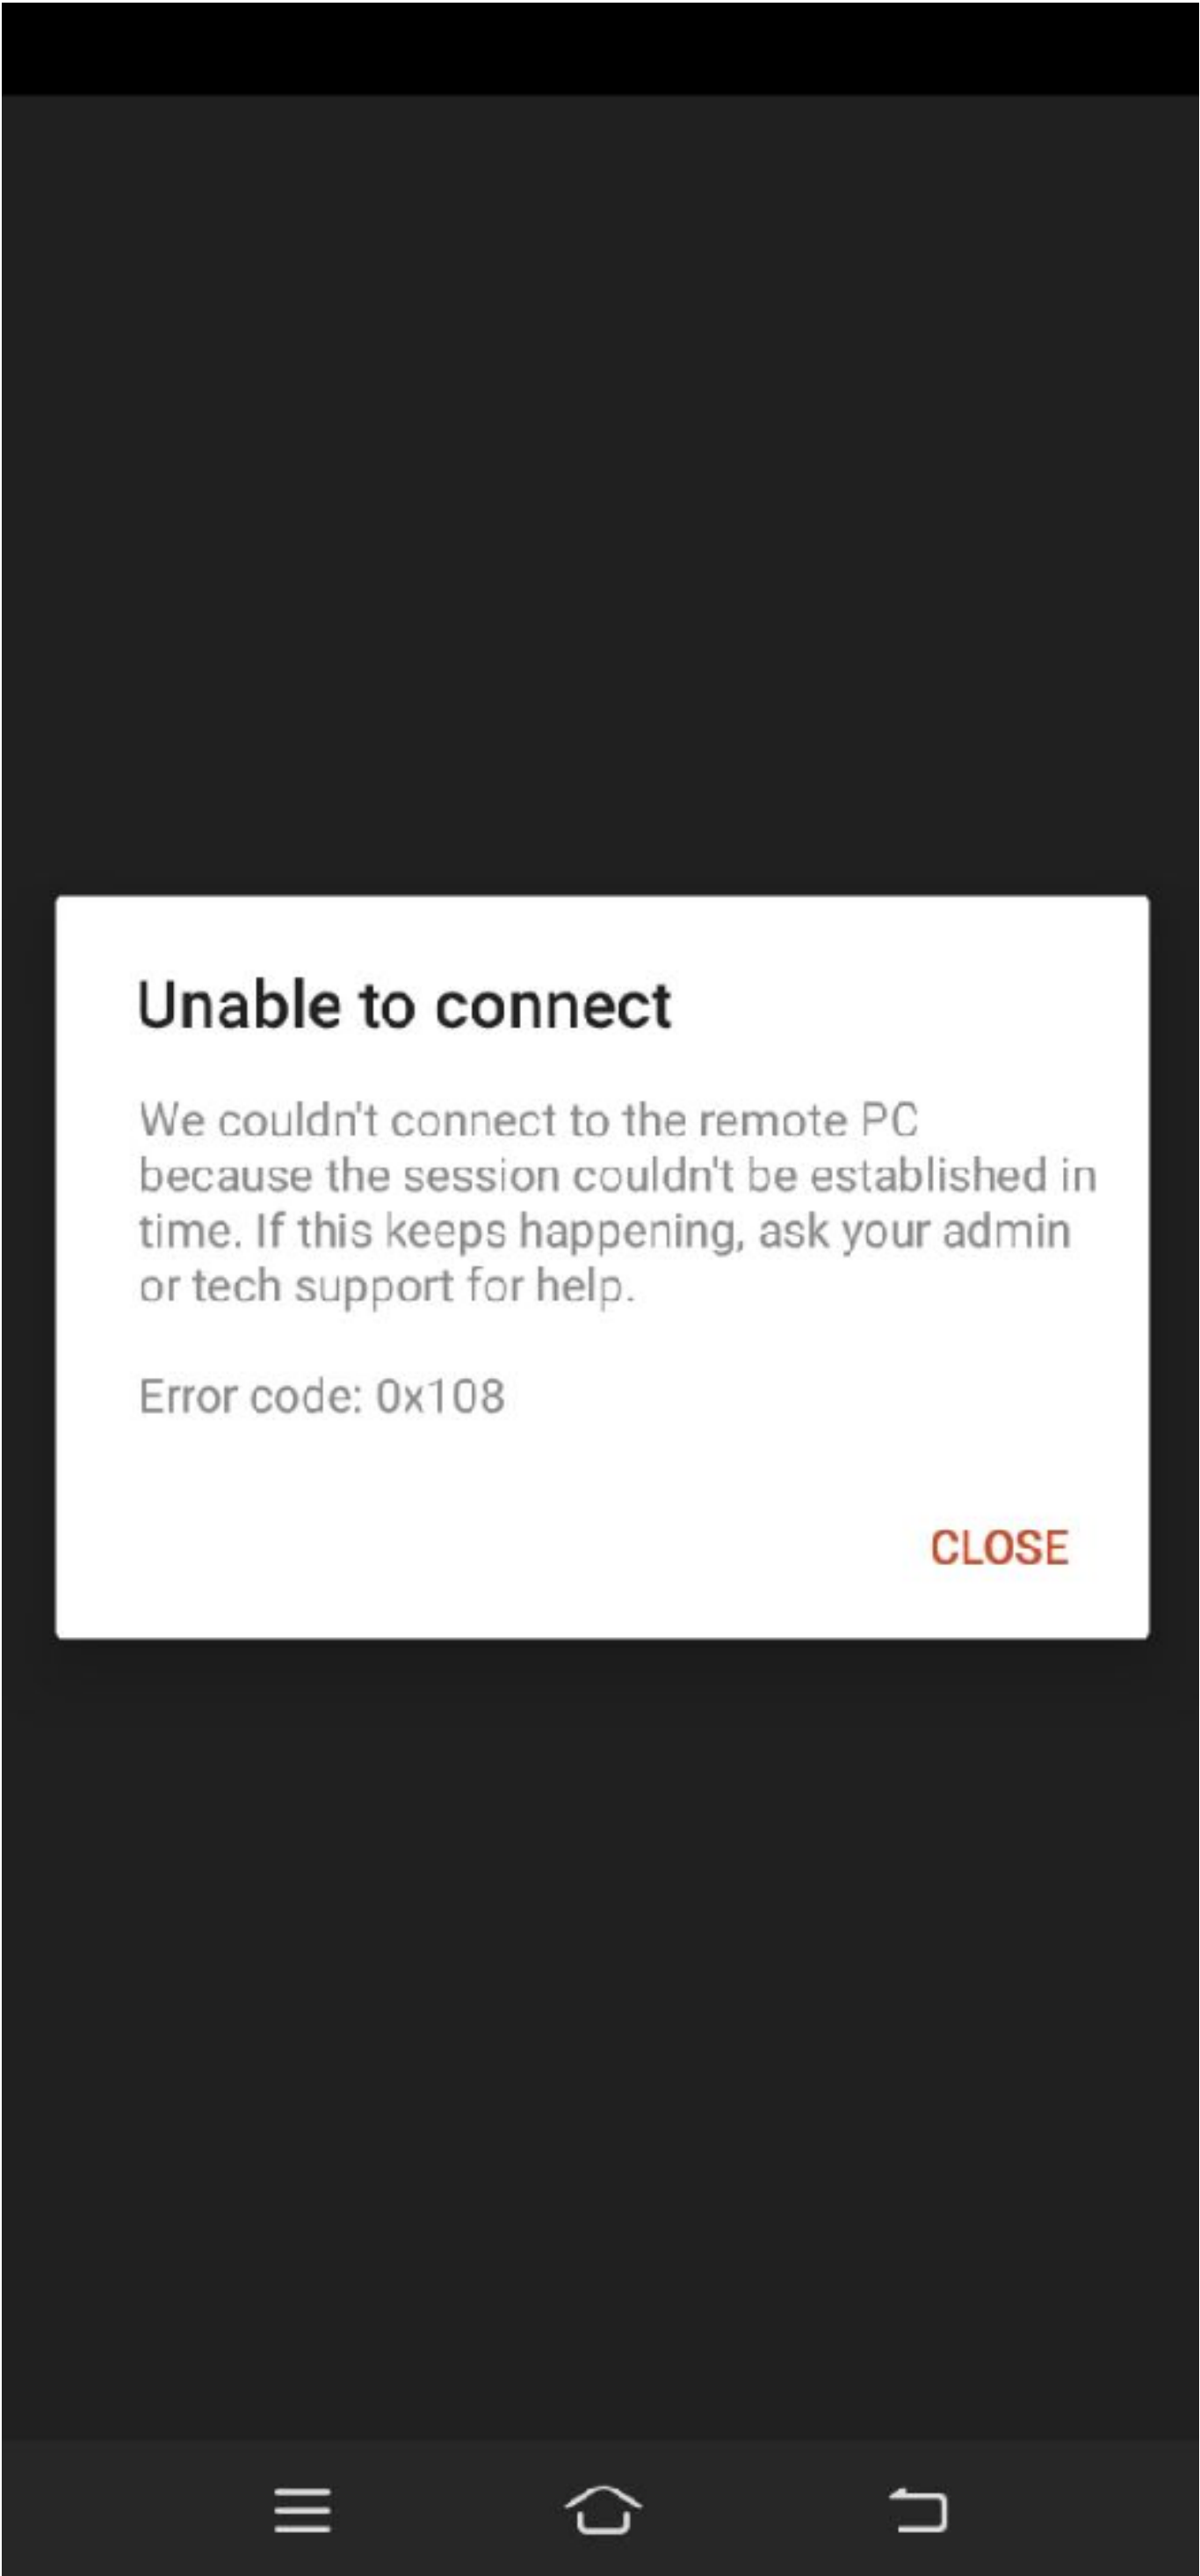 Unable to connect
We couldn't connect to the remote PC
because the session couldn't be established in
time. If this keeps happening, ask your admin
or tech support for help.
Error code: 0x108
CLOSE